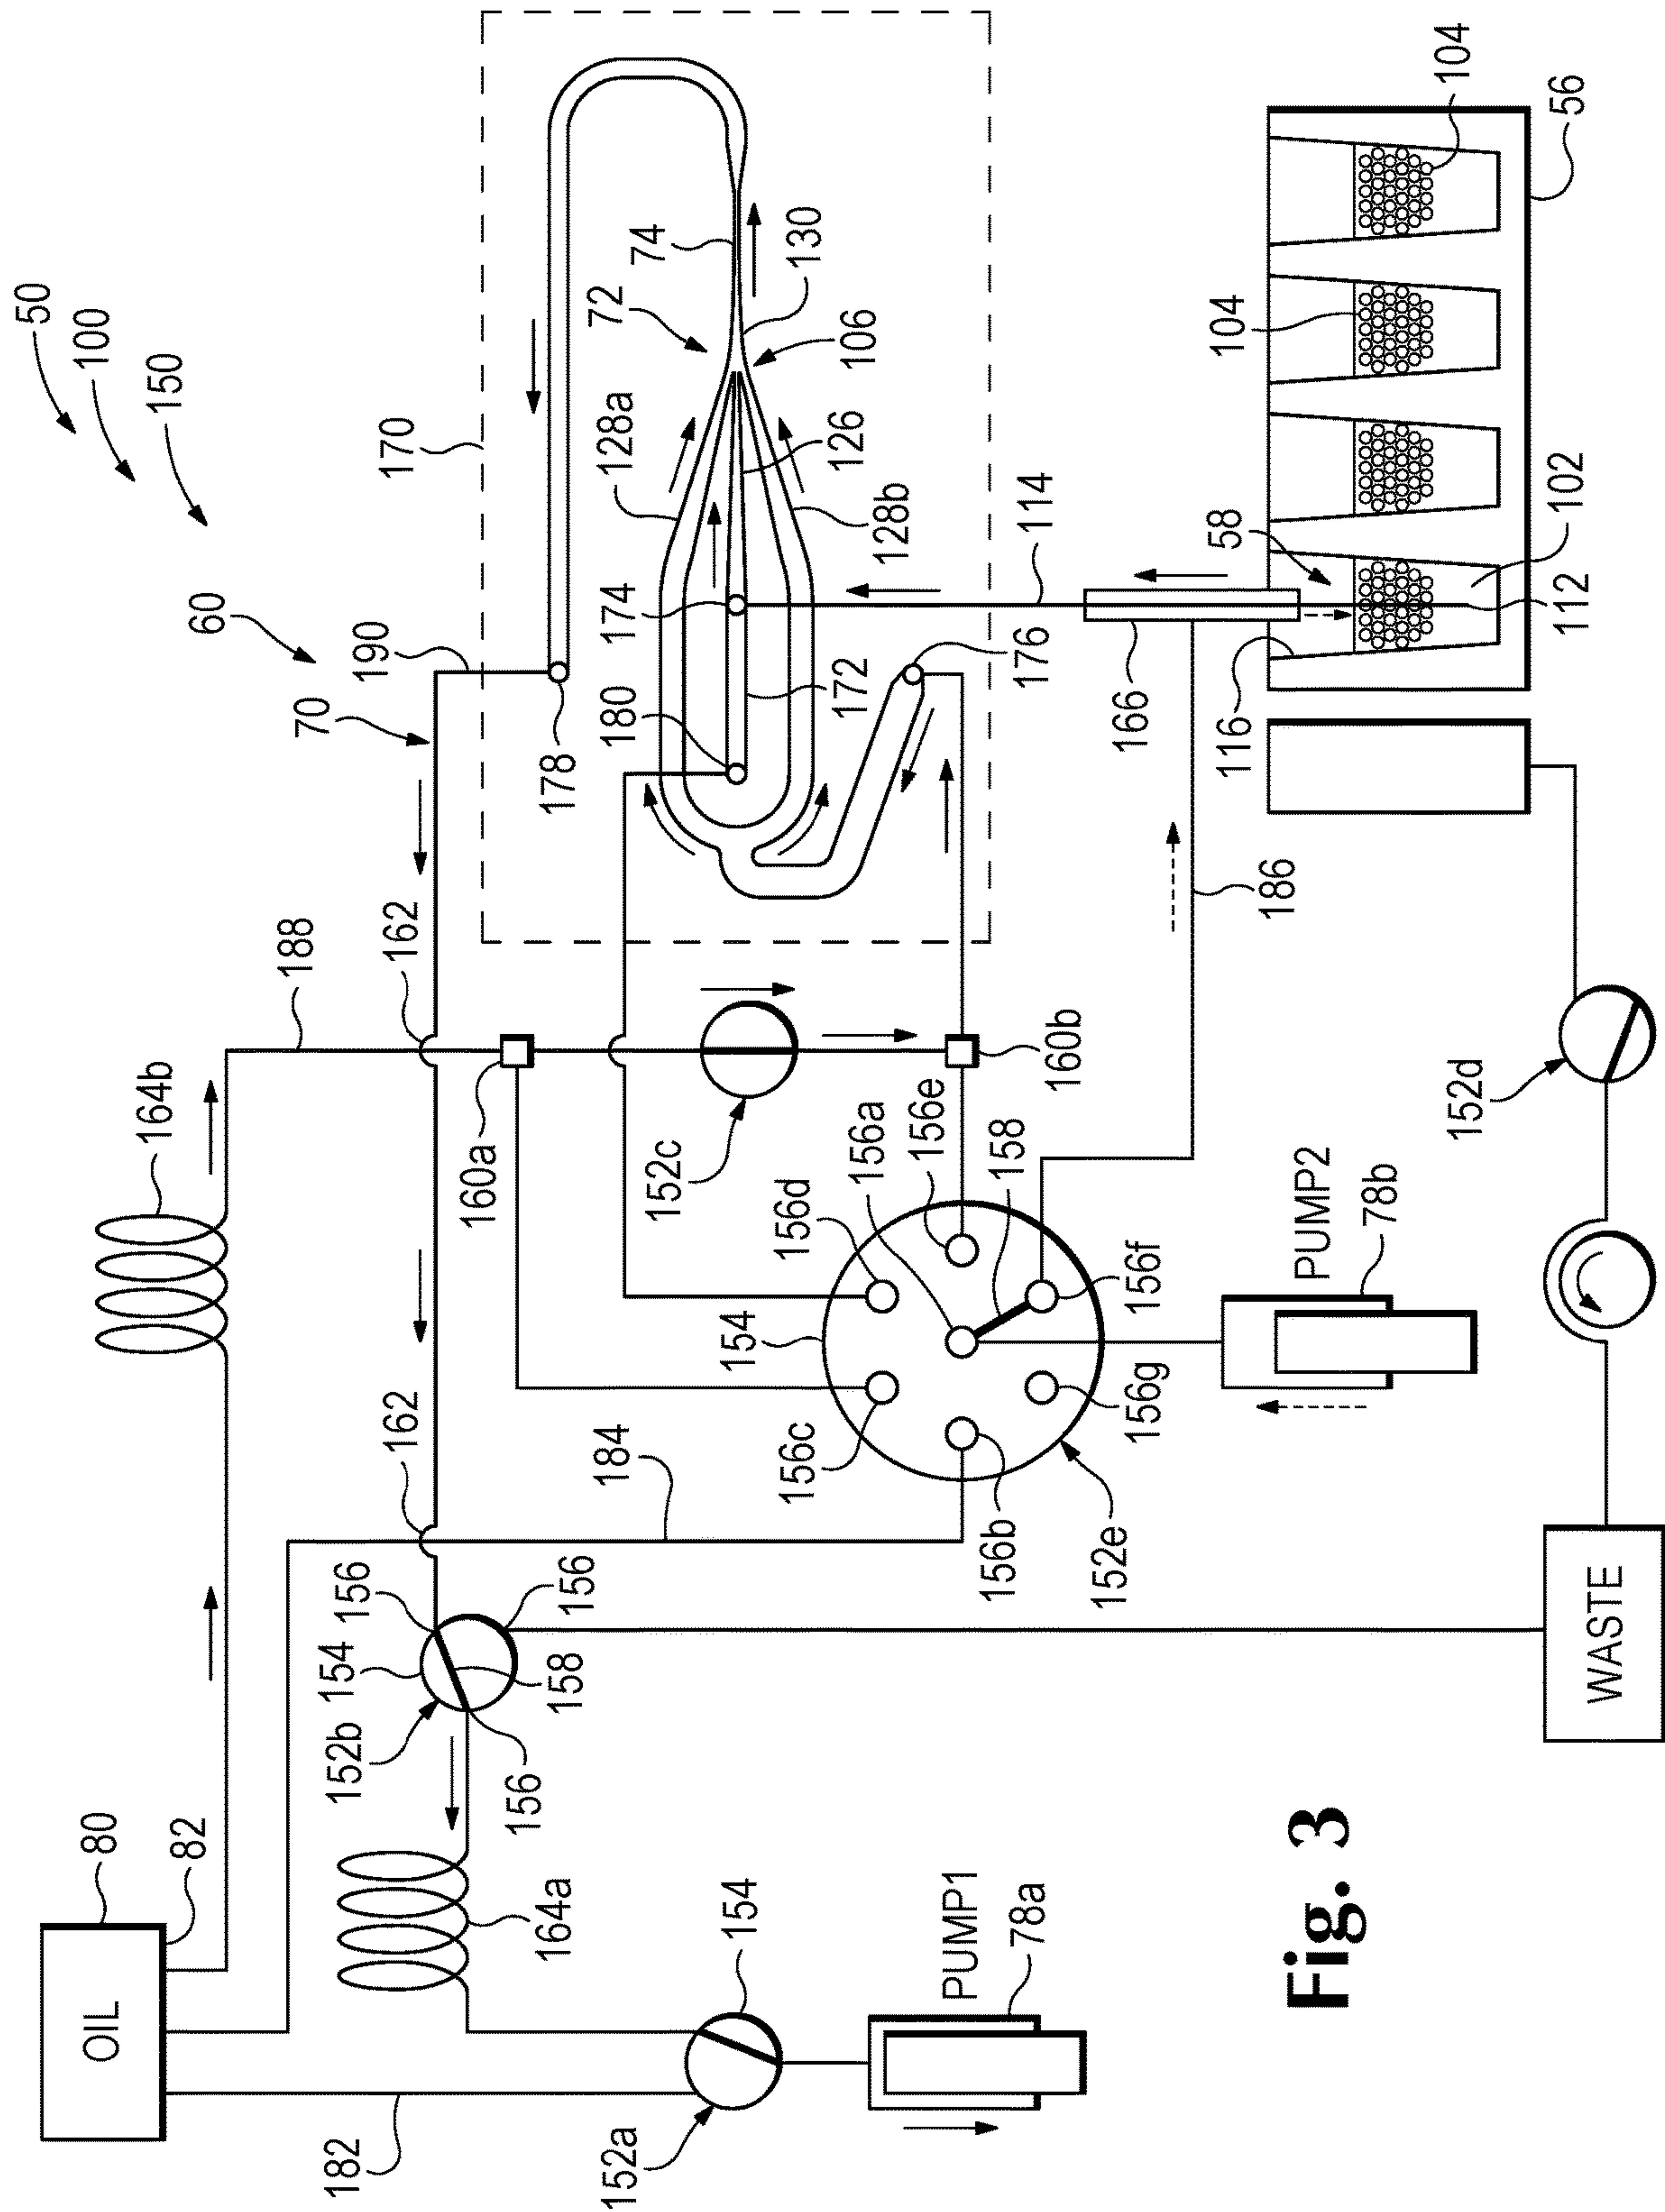 50
100
150
60
170
190
70
178
74
72
130
106
128a
126
128b
174
180
172
176
114
166
58
116
104
104
56
102
112
186
162
188
164b
160a
152c
160b
156e
156a
156d
158
154
156f
156c
156g
156b
152e
PUMP2
78b
152d
162
184
156
154
156
158
152b
156
WASTE
164a
80
82
OIL
182
152a
154
PUMP1
78a
Fig. 3